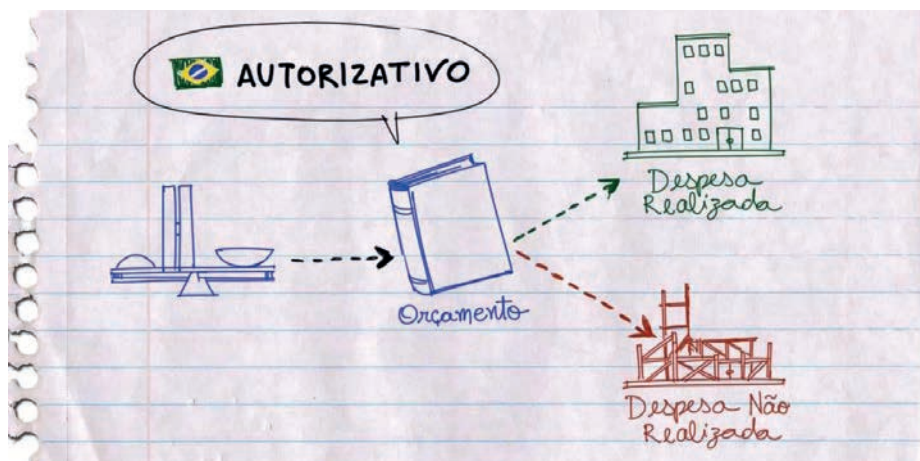 AUTORIZATIVO
Orçamento
Despesa
Realizada
Despesa Não
Realizada